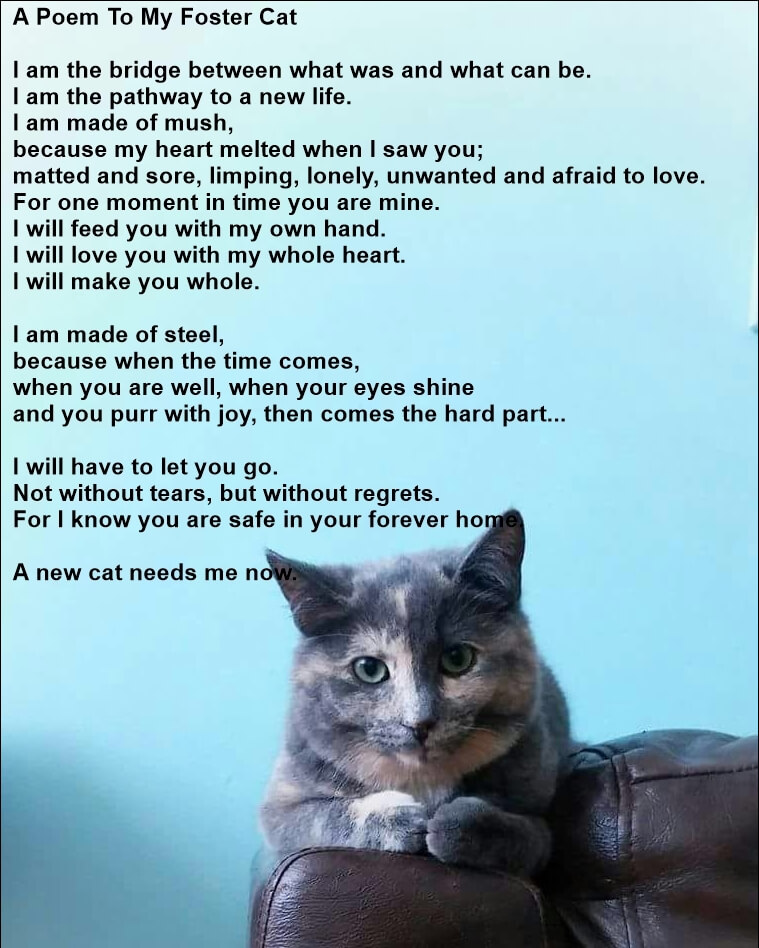 A Poem To My Foster Cat
I am the bridge between what was and what can be.
I am the pathway to a new life.
I am made of mush,
because my heart melted when I saw you;
matted and sore, limping, lonely, unwanted and afraid to love.
For one moment in time you are mine.
I will feed you with my own hand.
I will love you with my whole heart.
I will make you whole.
I am made of steel,
because when the time comes,
when you are well, when your eyes shine
and you purr with joy, then comes the hard part...
I will have to let you go.
Not without tears, but without regrets.
For I know you are safe in your forever home.
A new cat needs me now.